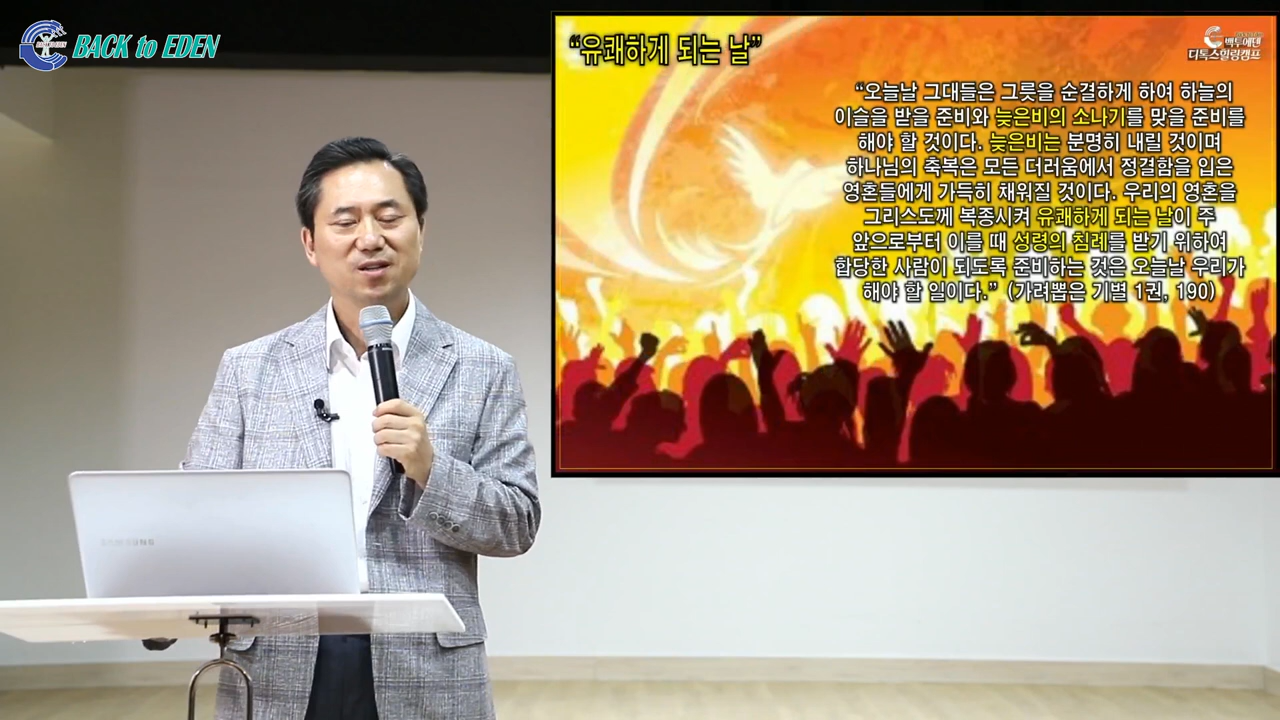 BACK to EDEN
“유쾌하게 되는 날”
백투에덴
디톡스힐링캠프
“오늘날 그대들은 그릇을 순결하게 하여 하늘의
이슬을 받을 준비와 늦은비의 소나기를 맞을 준비를
해야 할 것이다. 늦은비는 분명히 내릴 것이며
하나님의 축복은 모든 더러움에서 정결함을 입은
영혼들에게 가득히 채워질 것이다. 우리의 영혼을
그리스도께 복종시켜 유쾌하게 되는 날이 주
앞으로부터 이를 때 성령의 침례를 받기 위하여
합당한 사람이 되도록 준비하는 것은 오늘날 우리가
해야 할 일이다.” (가려뽑은 기별 1권, 190)